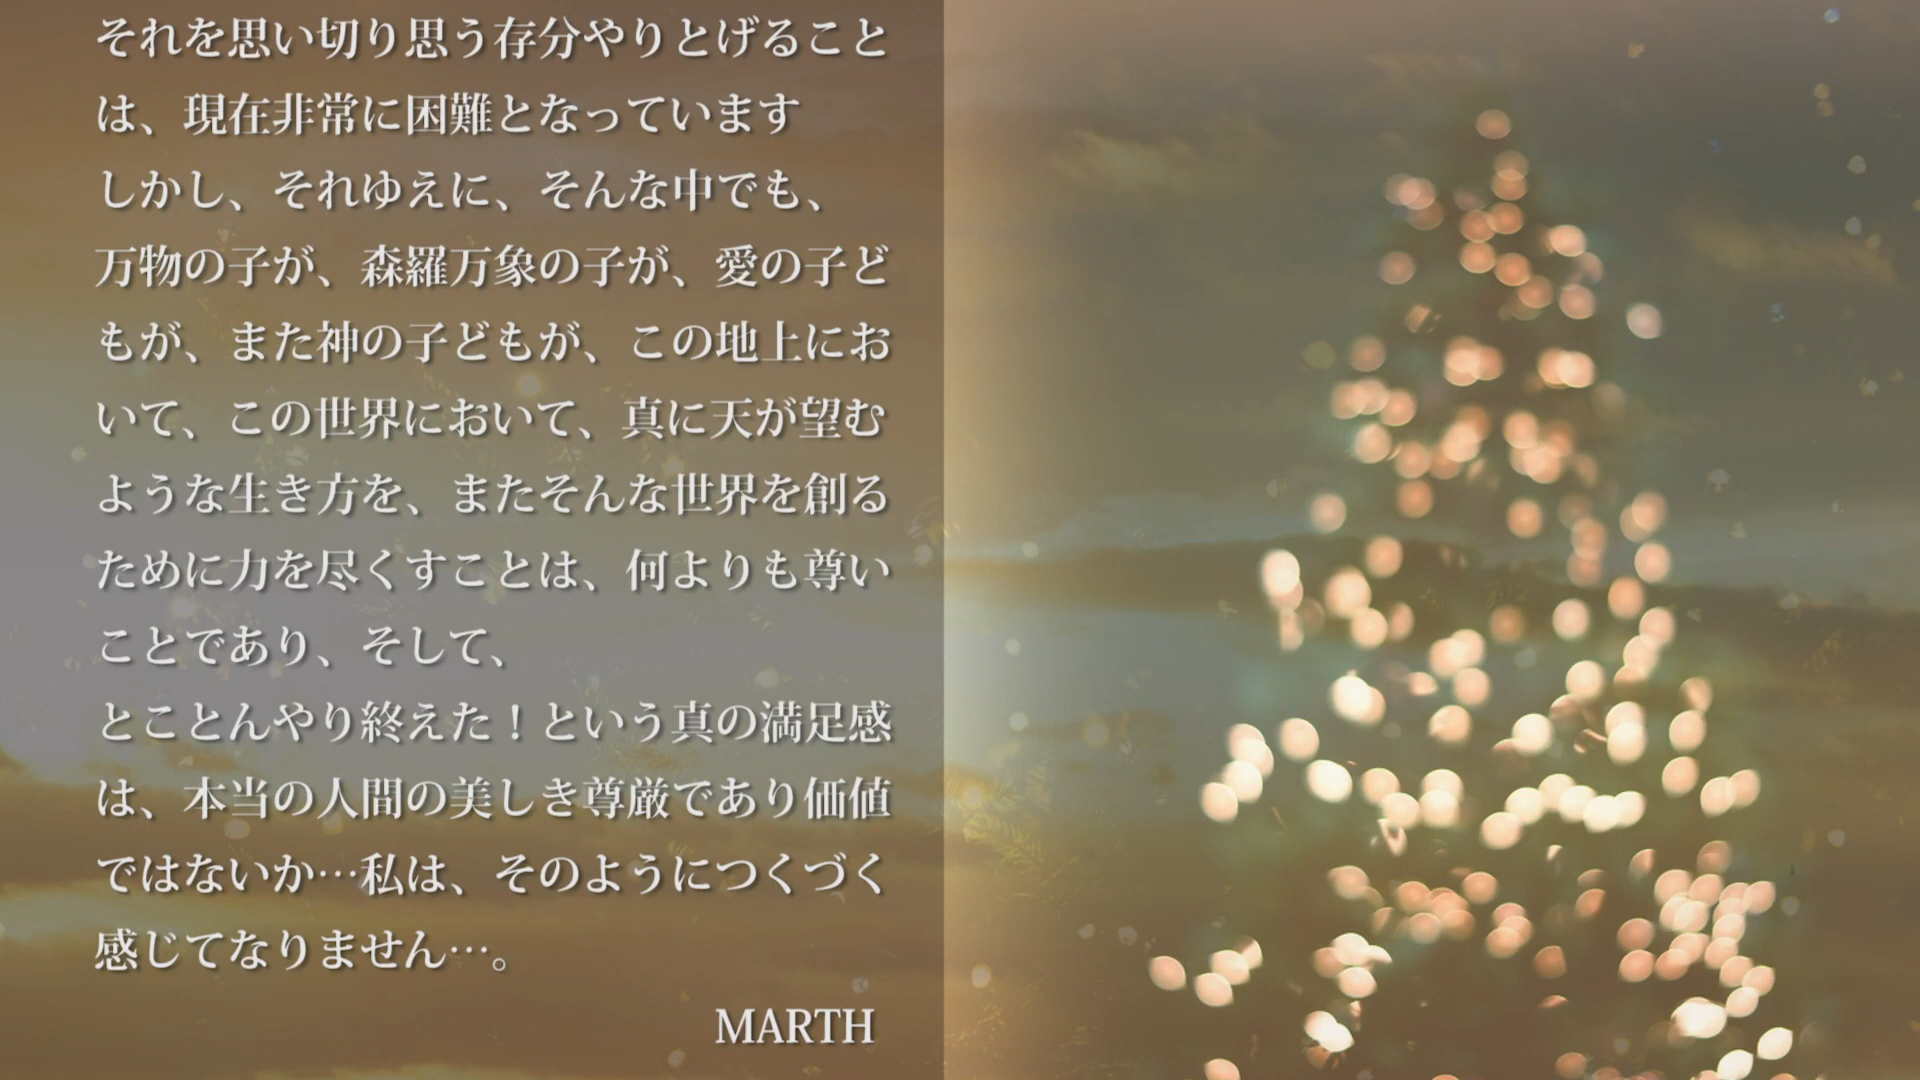 それを思い切り思う存分やりとげること
は、現在非常に困難となっています
しかし、それゆえに、そんな中でも、
万物の子が、森羅万象の子が、愛の子ど
もが、また神の子どもが、この地上にお
いて、この世界において、真に天が望む
ような生き方を、またそんな世界を創る
ために力を尽くすことは、何よりも尊い
ことであり、そして、
とことんやり終えた！という真の満足感
は、本当の人間の美しき尊厳であり価値
ではないか…私は、そのようにつくづく
感じてなりません…。
MARTH